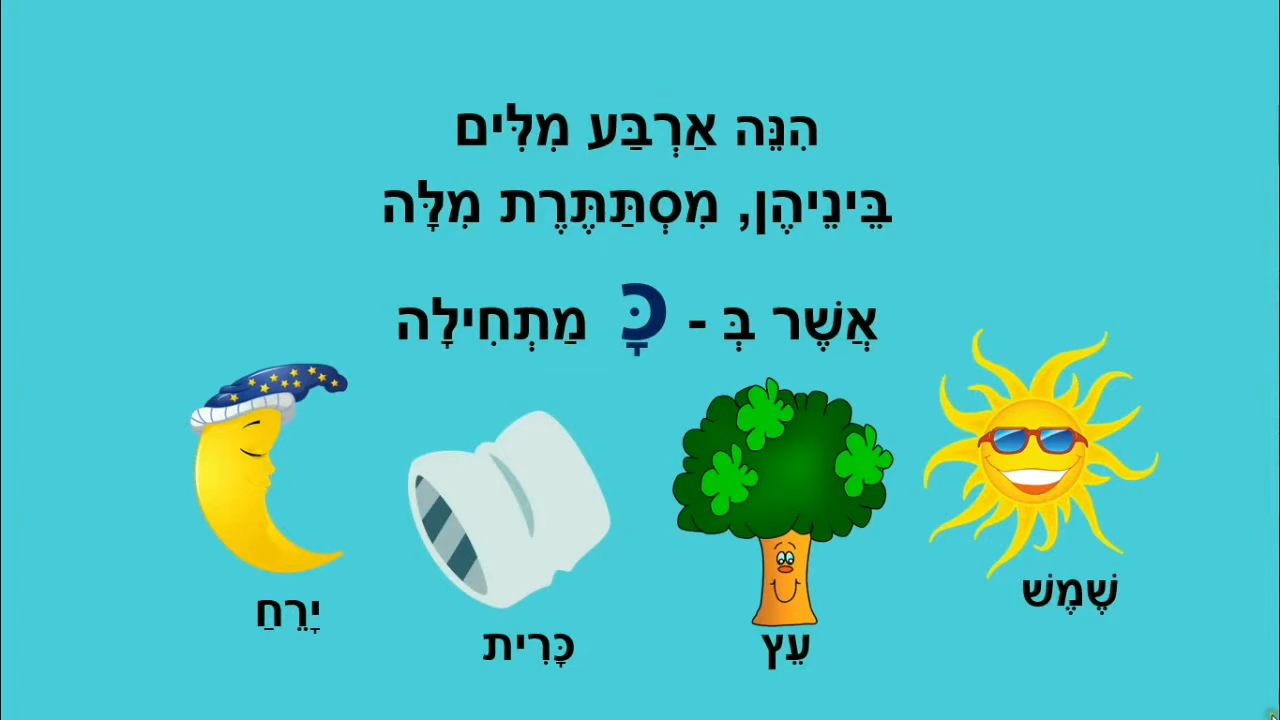 הִנֵּה אַרְבַּע מִלִּים
בֵּינֵיהֶן, מִסְתַּתֶּרֶת מִלָּה
אֲשֶׁר בְּ - כָּ מַתְחִילָה
שֶׁמֶשׁ
עֵץ
כָּרִית
יָרֵחַ